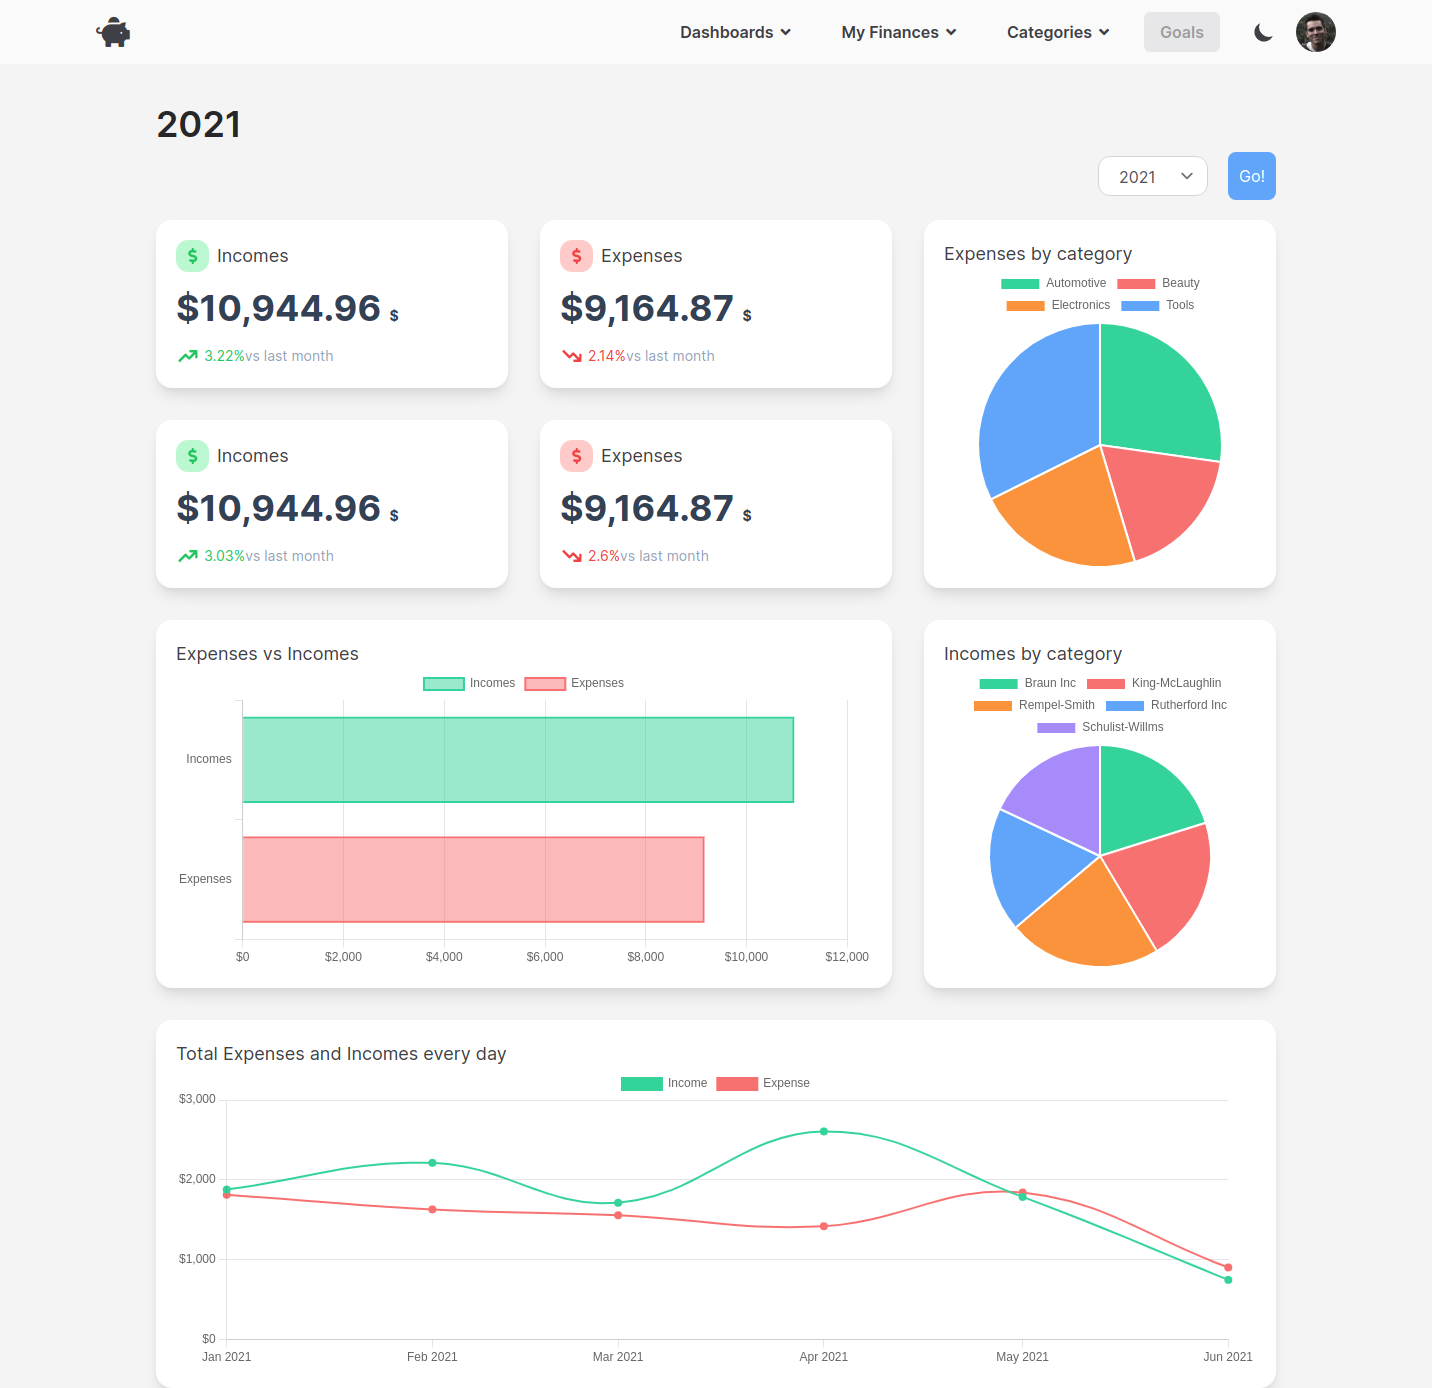 Dashboards My Finances Categories Goals
2021
2021 Go!
$ Incomes
$10,944.96 $
3.22%vs last month
$ Expenses
$9,164.87 $
2.14%vs last month
Expenses by category
Automotive Beauty
Electronics Tools
$ Incomes
$10,944.96 $
3.03%vs last month
$ Expenses
$9,164.87 $
2.6%vs last month
Expenses vs Incomes
Incomes Expenses
Incomes
Expenses
$0 $2,000 $4,000 $6,000 $8,000 $10,000 $12,000
Incomes by category
Braun Inc King-McLaughlin
Rempel-Smith Rutherford Inc
Schulist-Willms
Total Expenses and Incomes every day
Income Expense
$3,000
$2,000
$1,000
$0
Jan 2021 Feb 2021 Mar 2021 Apr 2021 May 2021 Jun 2021